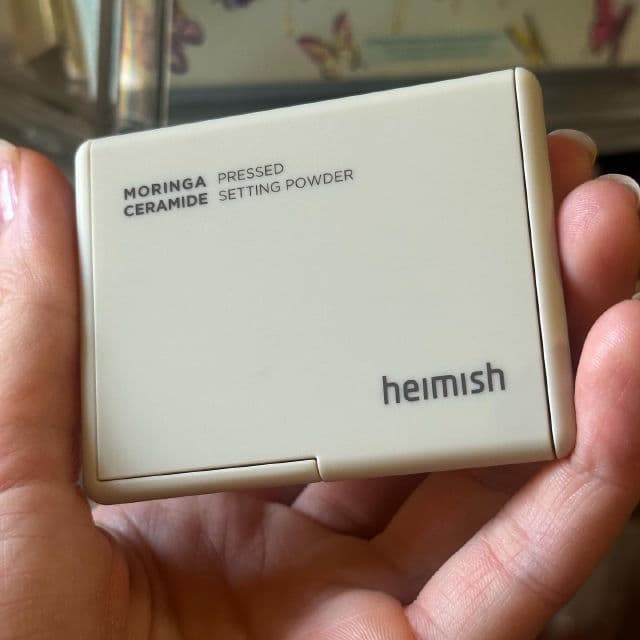 MORINGA PRESSED
CERAMIDE SETTING POWDER
heimish